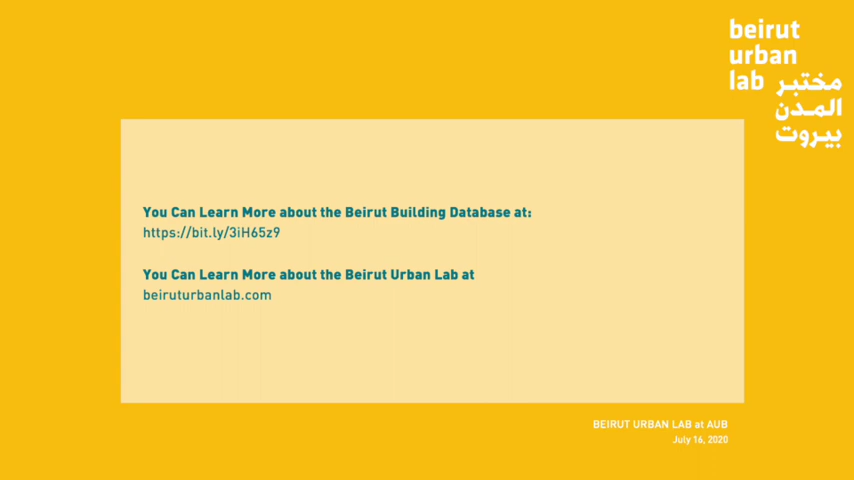 beirut
urban
lab مختبر
المدن
بيروت
You Can Learn More about the Beirut Building Database at:
https://bit.ly/3iH65z9
You Can Learn More about the Beirut Urban Lab at
beiruturbanlab.com
BEIRUT URBAN LAB at AUB
July 16, 2020